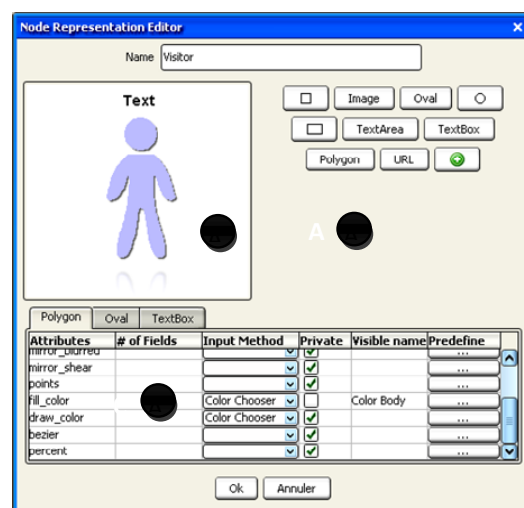 Node Representation Editor
Name Visitor
Text
Image Oval
TextArea TextBox
Polygon URL
A
Polygon Oval TextBox
Attributes # of Fields Input Method Private Visible name Predefine
mirror_blurred ...
mirror_shear ...
points ...
fill_color Color Chooser Color Body ...
draw_color Color Chooser ...
bezier ...
percent ...
Ok Annuler